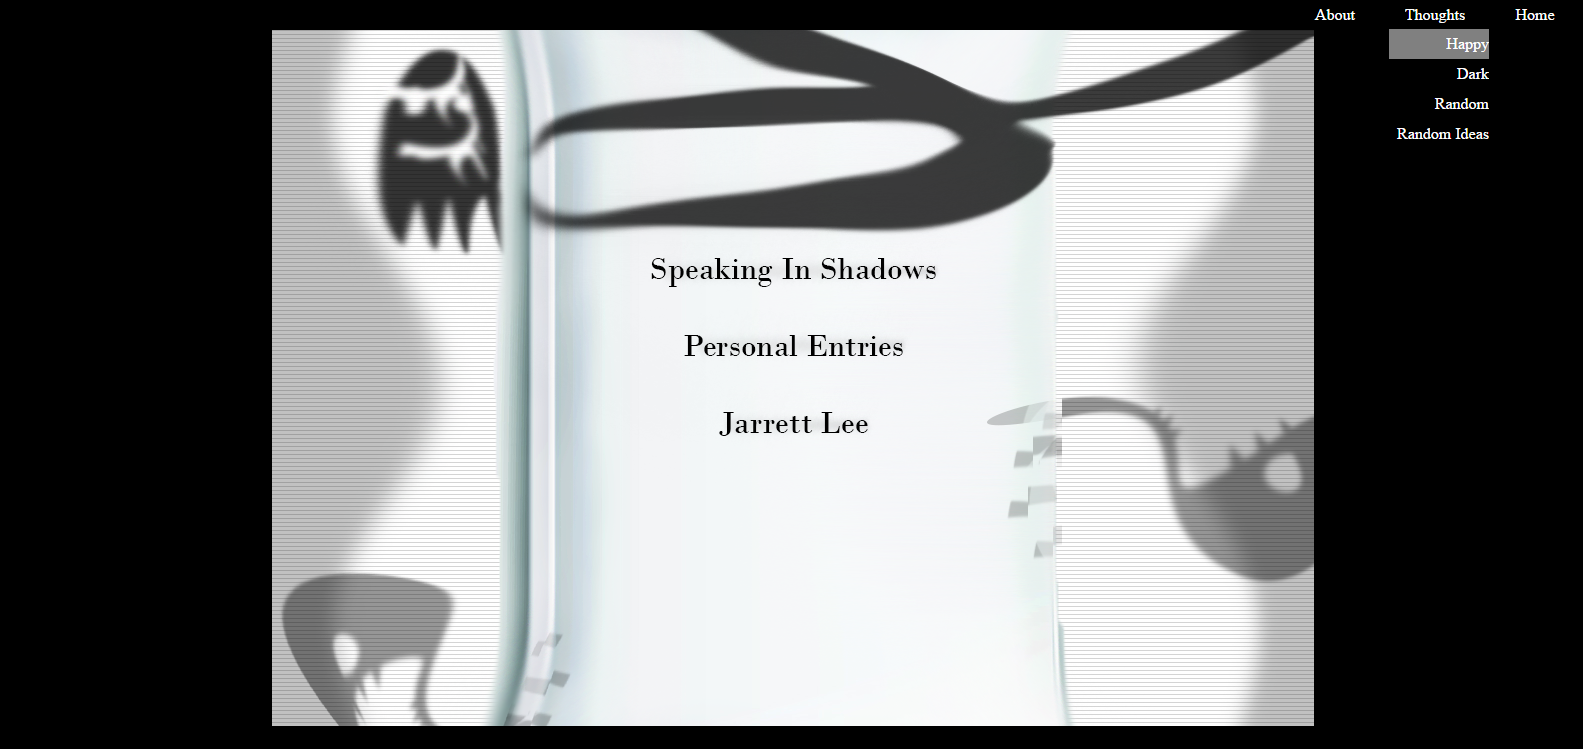 About Thoughts Home
Happy
Dark
Random
Random Ideas
Speaking In Shadows
Personal Entries
Jarrett Lee